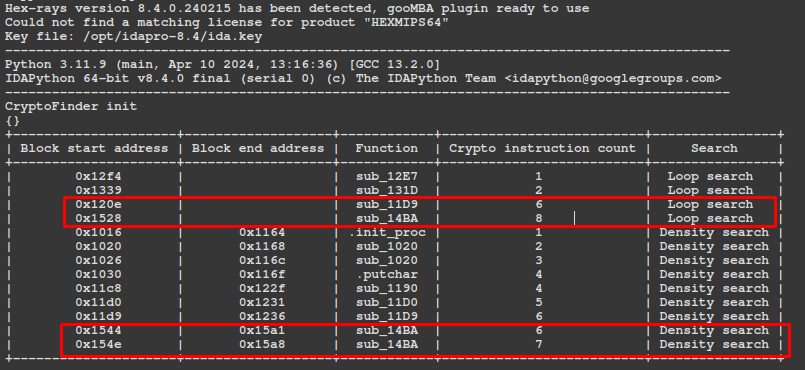 Hex-rays version 8.4.0.240215 has been detected, gooMBA plugin ready to use
Could not find a matching license for product "HEXMIPS64"
Key file: /opt/idapro-8.4/ida.key
Python 3.11.9 (main, Apr 10 2024, 13:16:36) [GCC 13.2.0]
IDAPython 64-bit v8.4.0 final (serial 0) (c) The IDAPython Team <idapython@googlegroups.com>
CryptoFinder init
{}
| Block start address | Block end address | Function | Crypto instruction count | Search |
| 0x12f4 | | sub_12E7 | 1 | Loop search |
| 0x1339 | | sub_131D | 2 | Loop search |
| 0x120e | | sub_11D9 | 6 | Loop search |
| 0x1528 | | sub_14BA | 8 | Loop search |
| 0x1016 | 0x1164 | .init_proc | 1 | Density search |
| 0x1020 | 0x1168 | sub_1020 | 2 | Density search |
| 0x1026 | 0x116c | sub_1020 | 3 | Density search |
| 0x1030 | 0x116f | .putchar | 4 | Density search |
| 0x11c8 | 0x122f | sub_1190 | 4 | Density search |
| 0x11d0 | 0x1231 | sub_11D0 | 5 | Density search |
| 0x11d9 | 0x1236 | sub_11D9 | 6 | Density search |
| 0x1544 | 0x15a1 | sub_14BA | 6 | Density search |
| 0x154e | 0x15a8 | sub_14BA | 7 | Density search |